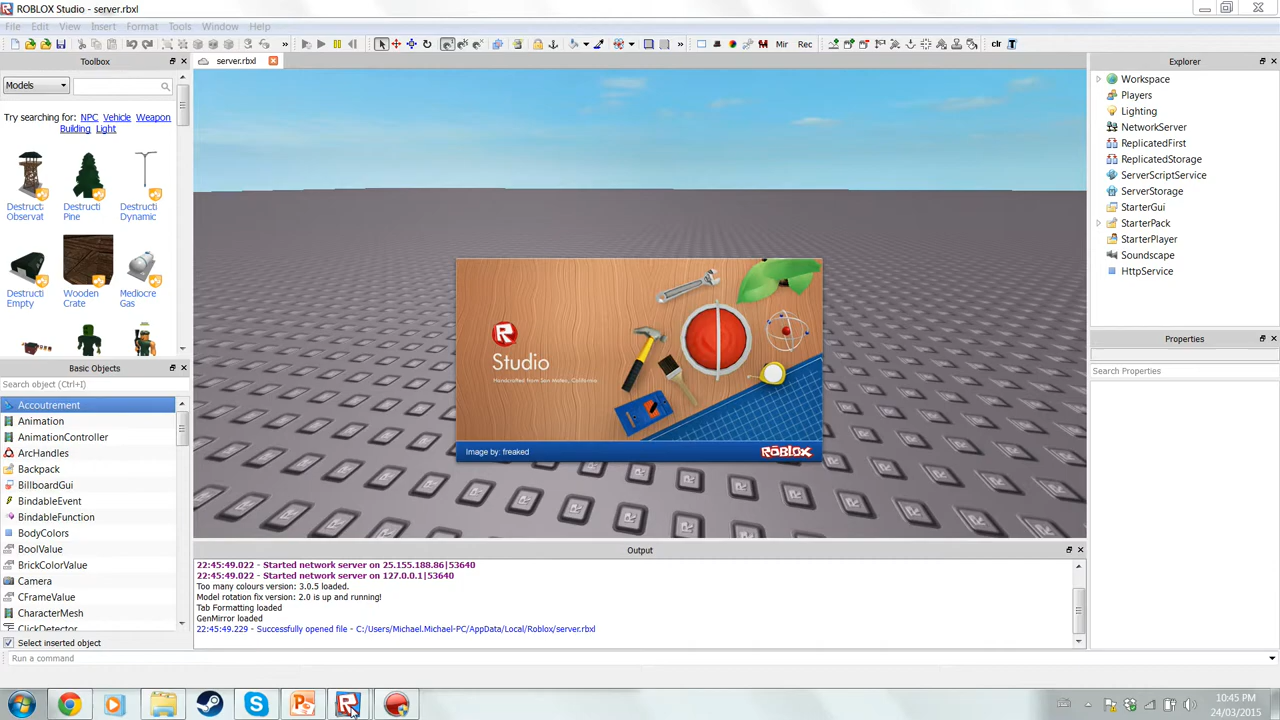 ROBLOX Studio - server.rbxl
File Edit View Insert Format Tools Window Help
Mir Rec clr T
Toolbox
server.rbxl
Explorer
Models
Try searching for: NPC Vehicle Weapon
Building Light
Destructi Destructi Destructi
Observat Pine Dynamic
Destructi Wooden Mediocre
Empty Crate Gas
Workspace
Players
Lighting
NetworkServer
ReplicatedFirst
ReplicatedStorage
ServerScriptService
ServerStorage
StarterGui
StarterPack
StarterPlayer
Soundscape
HttpService
Properties
Search Properties
Studio
Handcrafted from San Mateo, California.
Image by: freaked
ROBLOX
Basic Objects
Search object (Ctrl+I)
Accoutrement
Animation
AnimationController
ArcHandles
Backpack
BillboardGui
BindableEvent
BindableFunction
BodyColors
BoolValue
BrickColorValue
Camera
CFrameValue
CharacterMesh
ClickDetector
Select inserted object
Output
22:45:49.022 - Started network server on 25.155.188.86|53640
22:45:49.022 - Started network server on 127.0.0.1|53640
Too many colours version: 3.0.5 loaded.
Model rotation fix version: 2.0 is up and running!
Tab Formatting loaded
GenMirror loaded
22:45:49.229 - Successfully opened file - C:/Users/Michael.Michael-PC/AppData/Local/Roblox/server.rbxl
Run a command
10:45 PM
24/03/2015